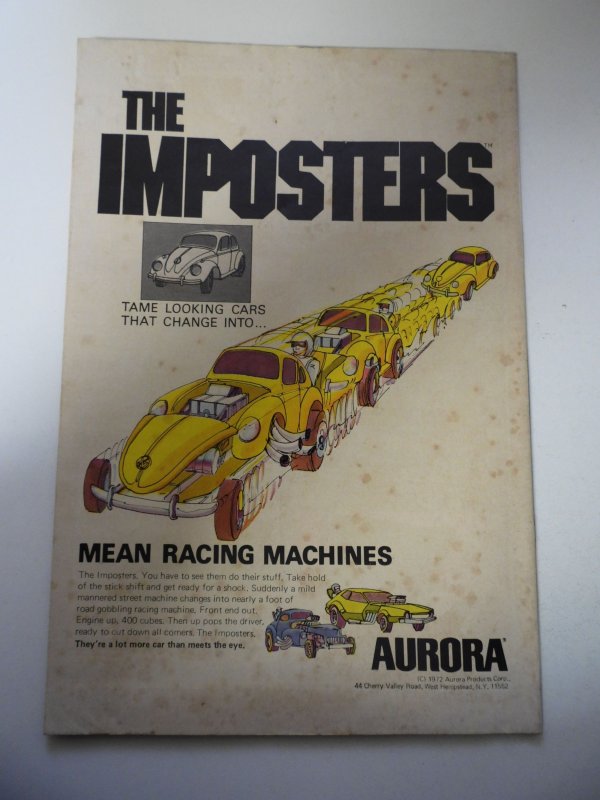 THE
IMPOSTERS™
TAME LOOKING CARS
THAT CHANGE INTO...
MEAN RACING MACHINES
The Imposters. You have to see them do their stuff. Take hold
of the stick shift and get ready for a shock. Suddenly a mild
mannered street machine changes into nearly a foot of
road gobbling racing machine. Front end out.
Engine up, 400 cubes. Then up pops the driver,
ready to cut down all comers. The Imposters.
They're a lot more car than meets the eye.
AURORA®
(C) 1972 Aurora Products Corp.,
44 Cherry Valley Road, West Hempstead, N.Y. 11552